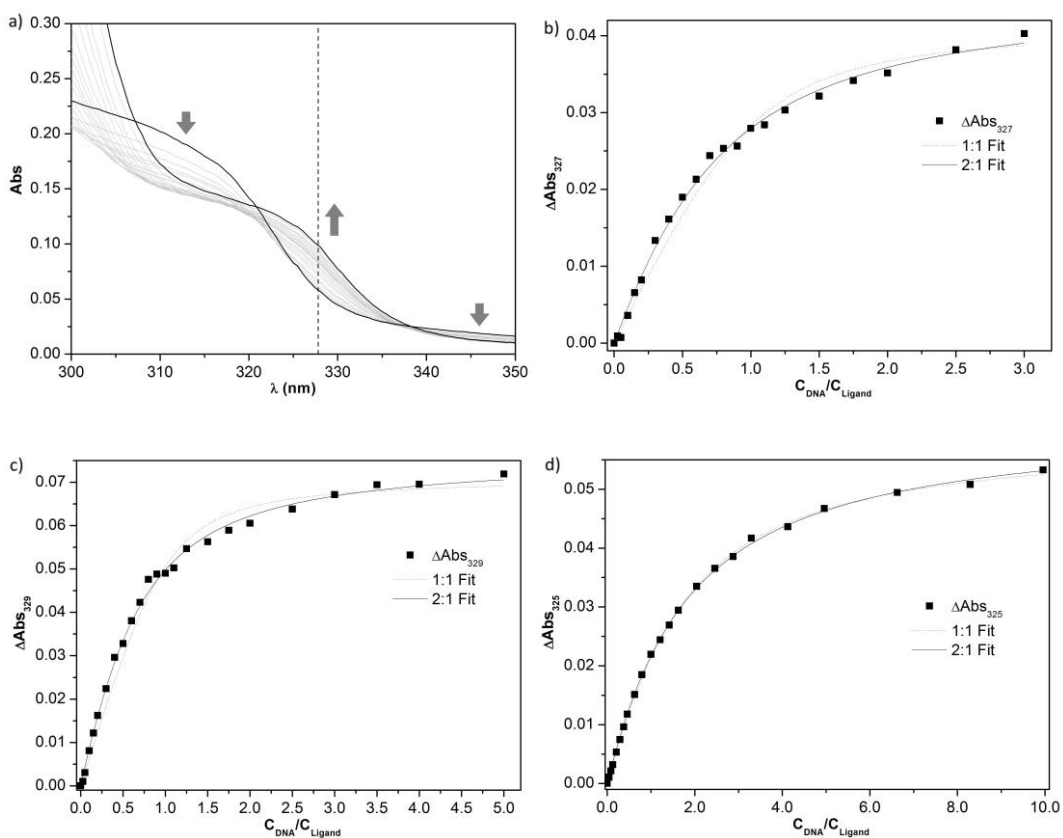 a)
0.30
0.25
0.20
0.15
0.10
0.05
0.00
Abs
300 310 320 330 340 350
λ (nm)
b)
0.04
0.03
0.02
0.01
0.00
ΔAbs327
ΔAbs327
1:1 Fit
2:1 Fit
0.0 0.5 1.0 1.5 2.0 2.5 3.0
CDNA/CLigand
c)
0.07
0.06
0.05
0.04
0.03
0.02
0.01
0.00
ΔAbs329
ΔAbs329
1:1 Fit
2:1 Fit
0.0 0.5 1.0 1.5 2.0 2.5 3.0 3.5 4.0 4.5 5.0
CDNA/CLigand
d)
0.05
0.04
0.03
0.02
0.01
0.00
ΔAbs325
ΔAbs325
1:1 Fit
2:1 Fit
0.0 2.0 4.0 6.0 8.0 10.0
CDNA/CLigand